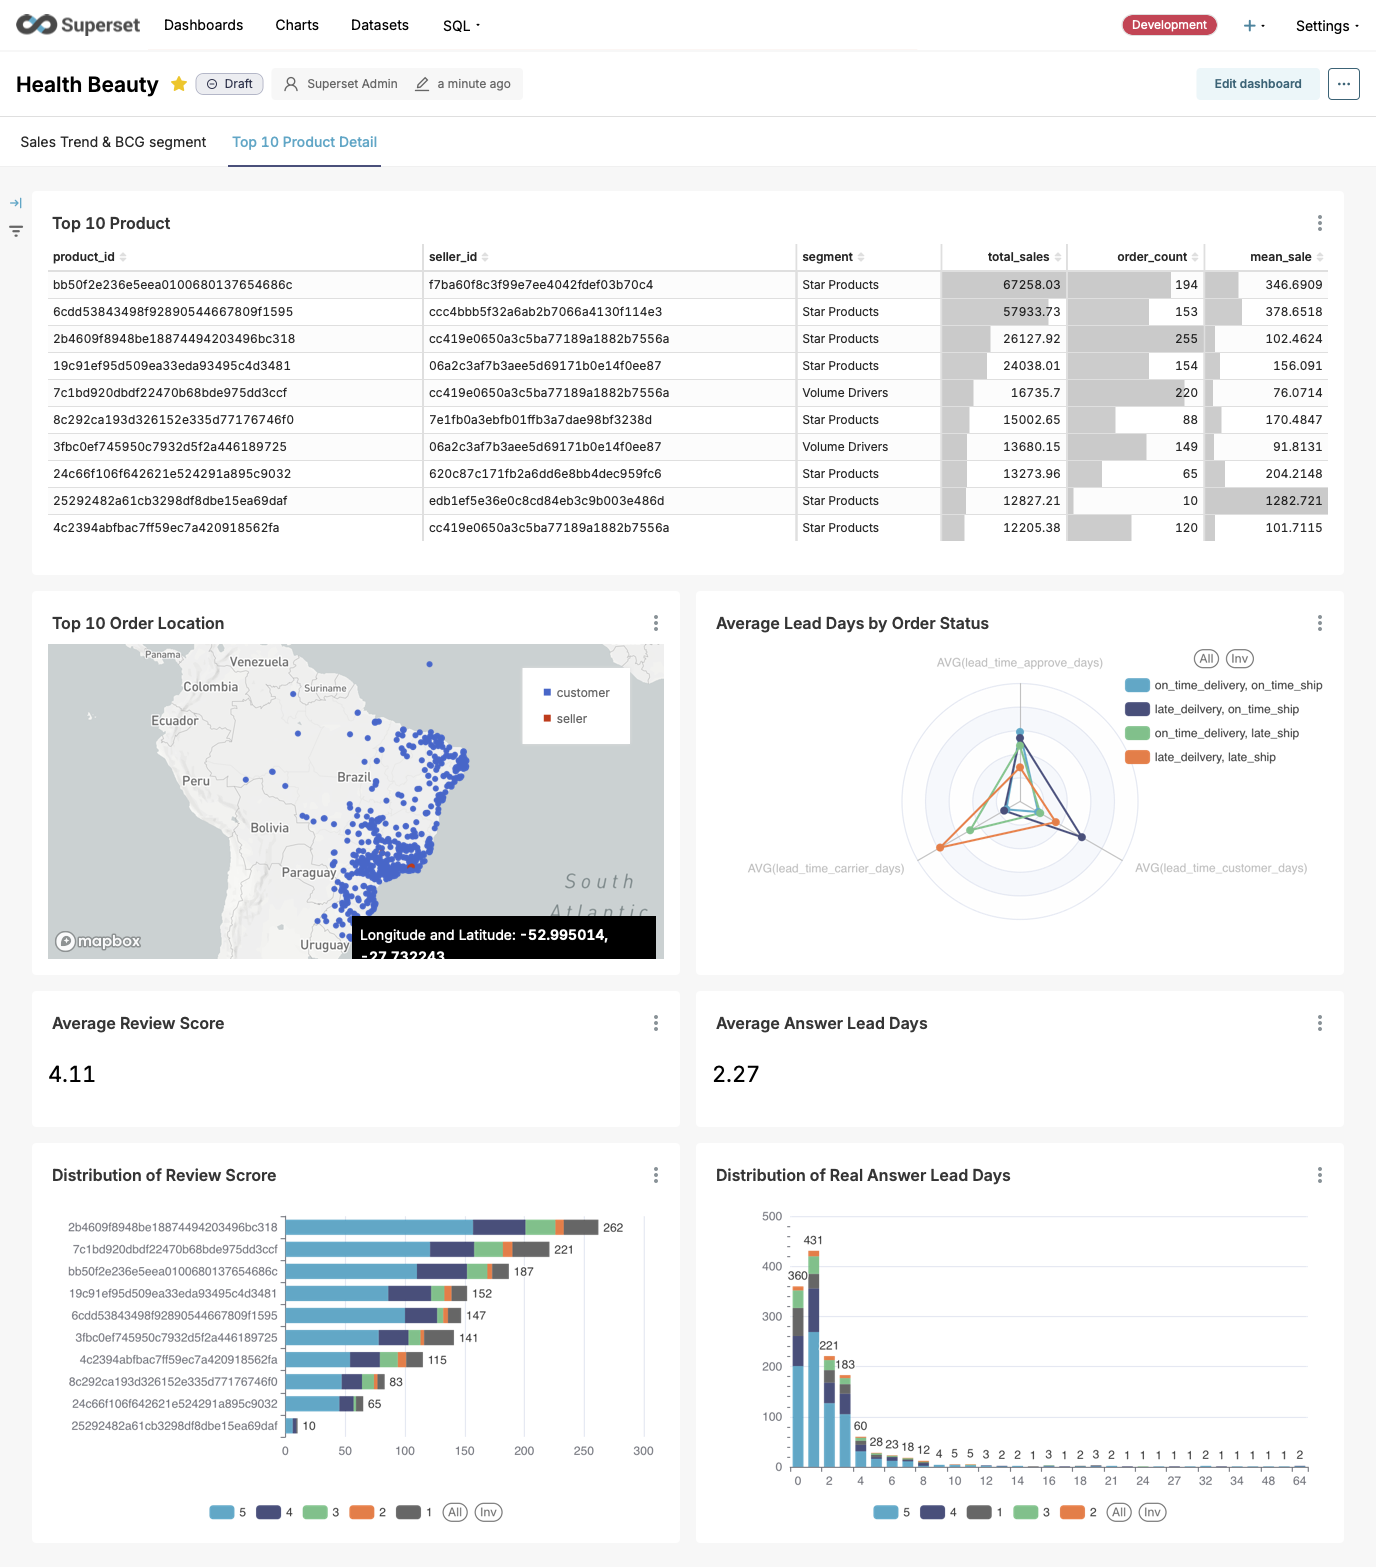 Superset Dashboards Charts Datasets SQL Development + Settings
Health Beauty Draft Superset Admin a minute ago Edit dashboard ...
Sales Trend & BCG segment Top 10 Product Detail
Top 10 Product
product_id seller_id segment total_sales order_count mean_sale
bb50f2e236e5eea0100680137654686c f7ba60f8c3f99e7ee4042fdef03b70c4 Star Products 67258.03 194 346.6909
6cdd53843498f92890544667809f1595 ccc4bbb5f32a6ab2b7066a4130f114e3 Star Products 57933.73 153 378.6518
2b4609f8948be18874494203496bc318 cc419e0650a3c5ba77189a1882b7556a Star Products 26127.92 255 102.4624
19c91ef95d509ea33eda93495c4d3481 06a2c3af7b3aee5d69171b0e14f0ee87 Star Products 24038.01 154 156.091
7c1bd920dbdf22470b68bde975dd3ccf cc419e0650a3c5ba77189a1882b7556a Volume Drivers 16735.7 220 76.0714
8c292ca193d326152e335d77176746f0 7e1fb0a3ebfb01ffb3a7dae98bf3238d Star Products 15002.65 88 170.4847
3fbc0ef745950c7932d5f2a446189725 06a2c3af7b3aee5d69171b0e14f0ee87 Volume Drivers 13680.15 149 91.8131
24c66f106f642621e524291a895c9032 620c87c171fb2a6dd6e8bb4dec959fc6 Star Products 13273.96 65 204.2148
25292482a61cb3298df8dbe15ea69daf edb1ef5e36e0c8cd84eb3c9b003e486d Star Products 12827.21 10 1282.721
4c2394abfbac7ff59ec7a420918562fa cc419e0650a3c5ba77189a1882b7556a Star Products 12205.38 120 101.7115
Top 10 Order Location
Panama
Venezuela
Colombia
Suriname
Ecuador
Peru
Brazil
Bolivia
Paraguay
Uruguay
South
Atlantic
customer
seller
mapbox
Longitude and Latitude: -52.995014,
-27.732243
Average Lead Days by Order Status
All Inv
AVG(lead_time_approve_days)
on_time_delivery, on_time_ship
late_deilvery, on_time_ship
on_time_delivery, late_ship
late_deilvery, late_ship
AVG(lead_time_carrier_days)
AVG(lead_time_customer_days)
Average Review Score
4.11
Average Answer Lead Days
2.27
Distribution of Review Scrore
2b4609f8948be18874494203496bc318 262
7c1bd920dbdf22470b68bde975dd3ccf 221
bb50f2e236e5eea0100680137654686c 187
19c91ef95d509ea33eda93495c4d3481 152
6cdd53843498f92890544667809f1595 147
3fbc0ef745950c7932d5f2a446189725 141
4c2394abfbac7ff59ec7a420918562fa 115
8c292ca193d326152e335d77176746f0 83
24c66f106f642621e524291a895c9032 65
25292482a61cb3298df8dbe15ea69daf 10
0 50 100 150 200 250 300
5 4 3 2 1 All Inv
Distribution of Real Answer Lead Days
500
400
300
200
100
0
360 431 221 183 60 28 23 18 12 4 5 5 3 2 2 1 3 1 2 3 2 1 1 1 1 1 2 1 1 1 1 1 2
0 2 4 6 8 10 12 14 16 18 21 24 27 32 34 48 64
5 4 1 3 2 All Inv